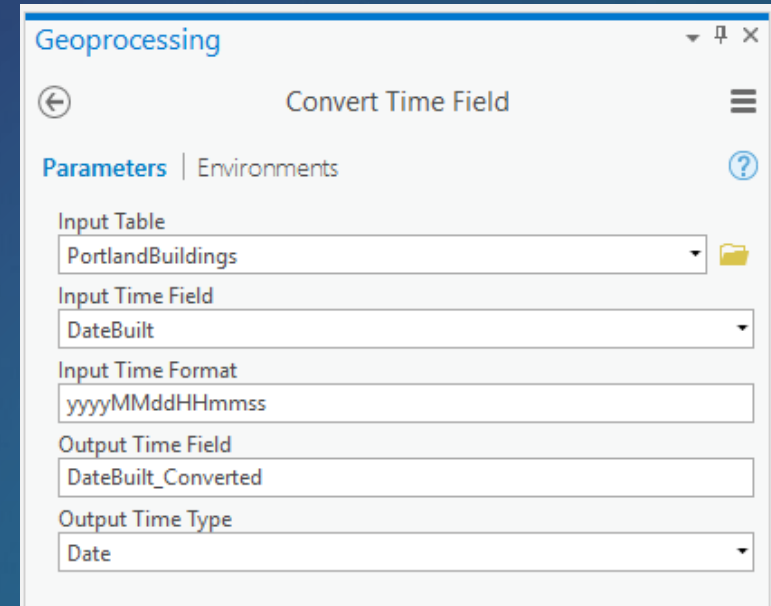 Geoprocessing
Convert Time Field
Parameters | Environments
?
Input Table
PortlandBuildings
Input Time Field
DateBuilt
Input Time Format
yyyyMMddHHmmss
Output Time Field
DateBuilt_Converted
Output Time Type
Date